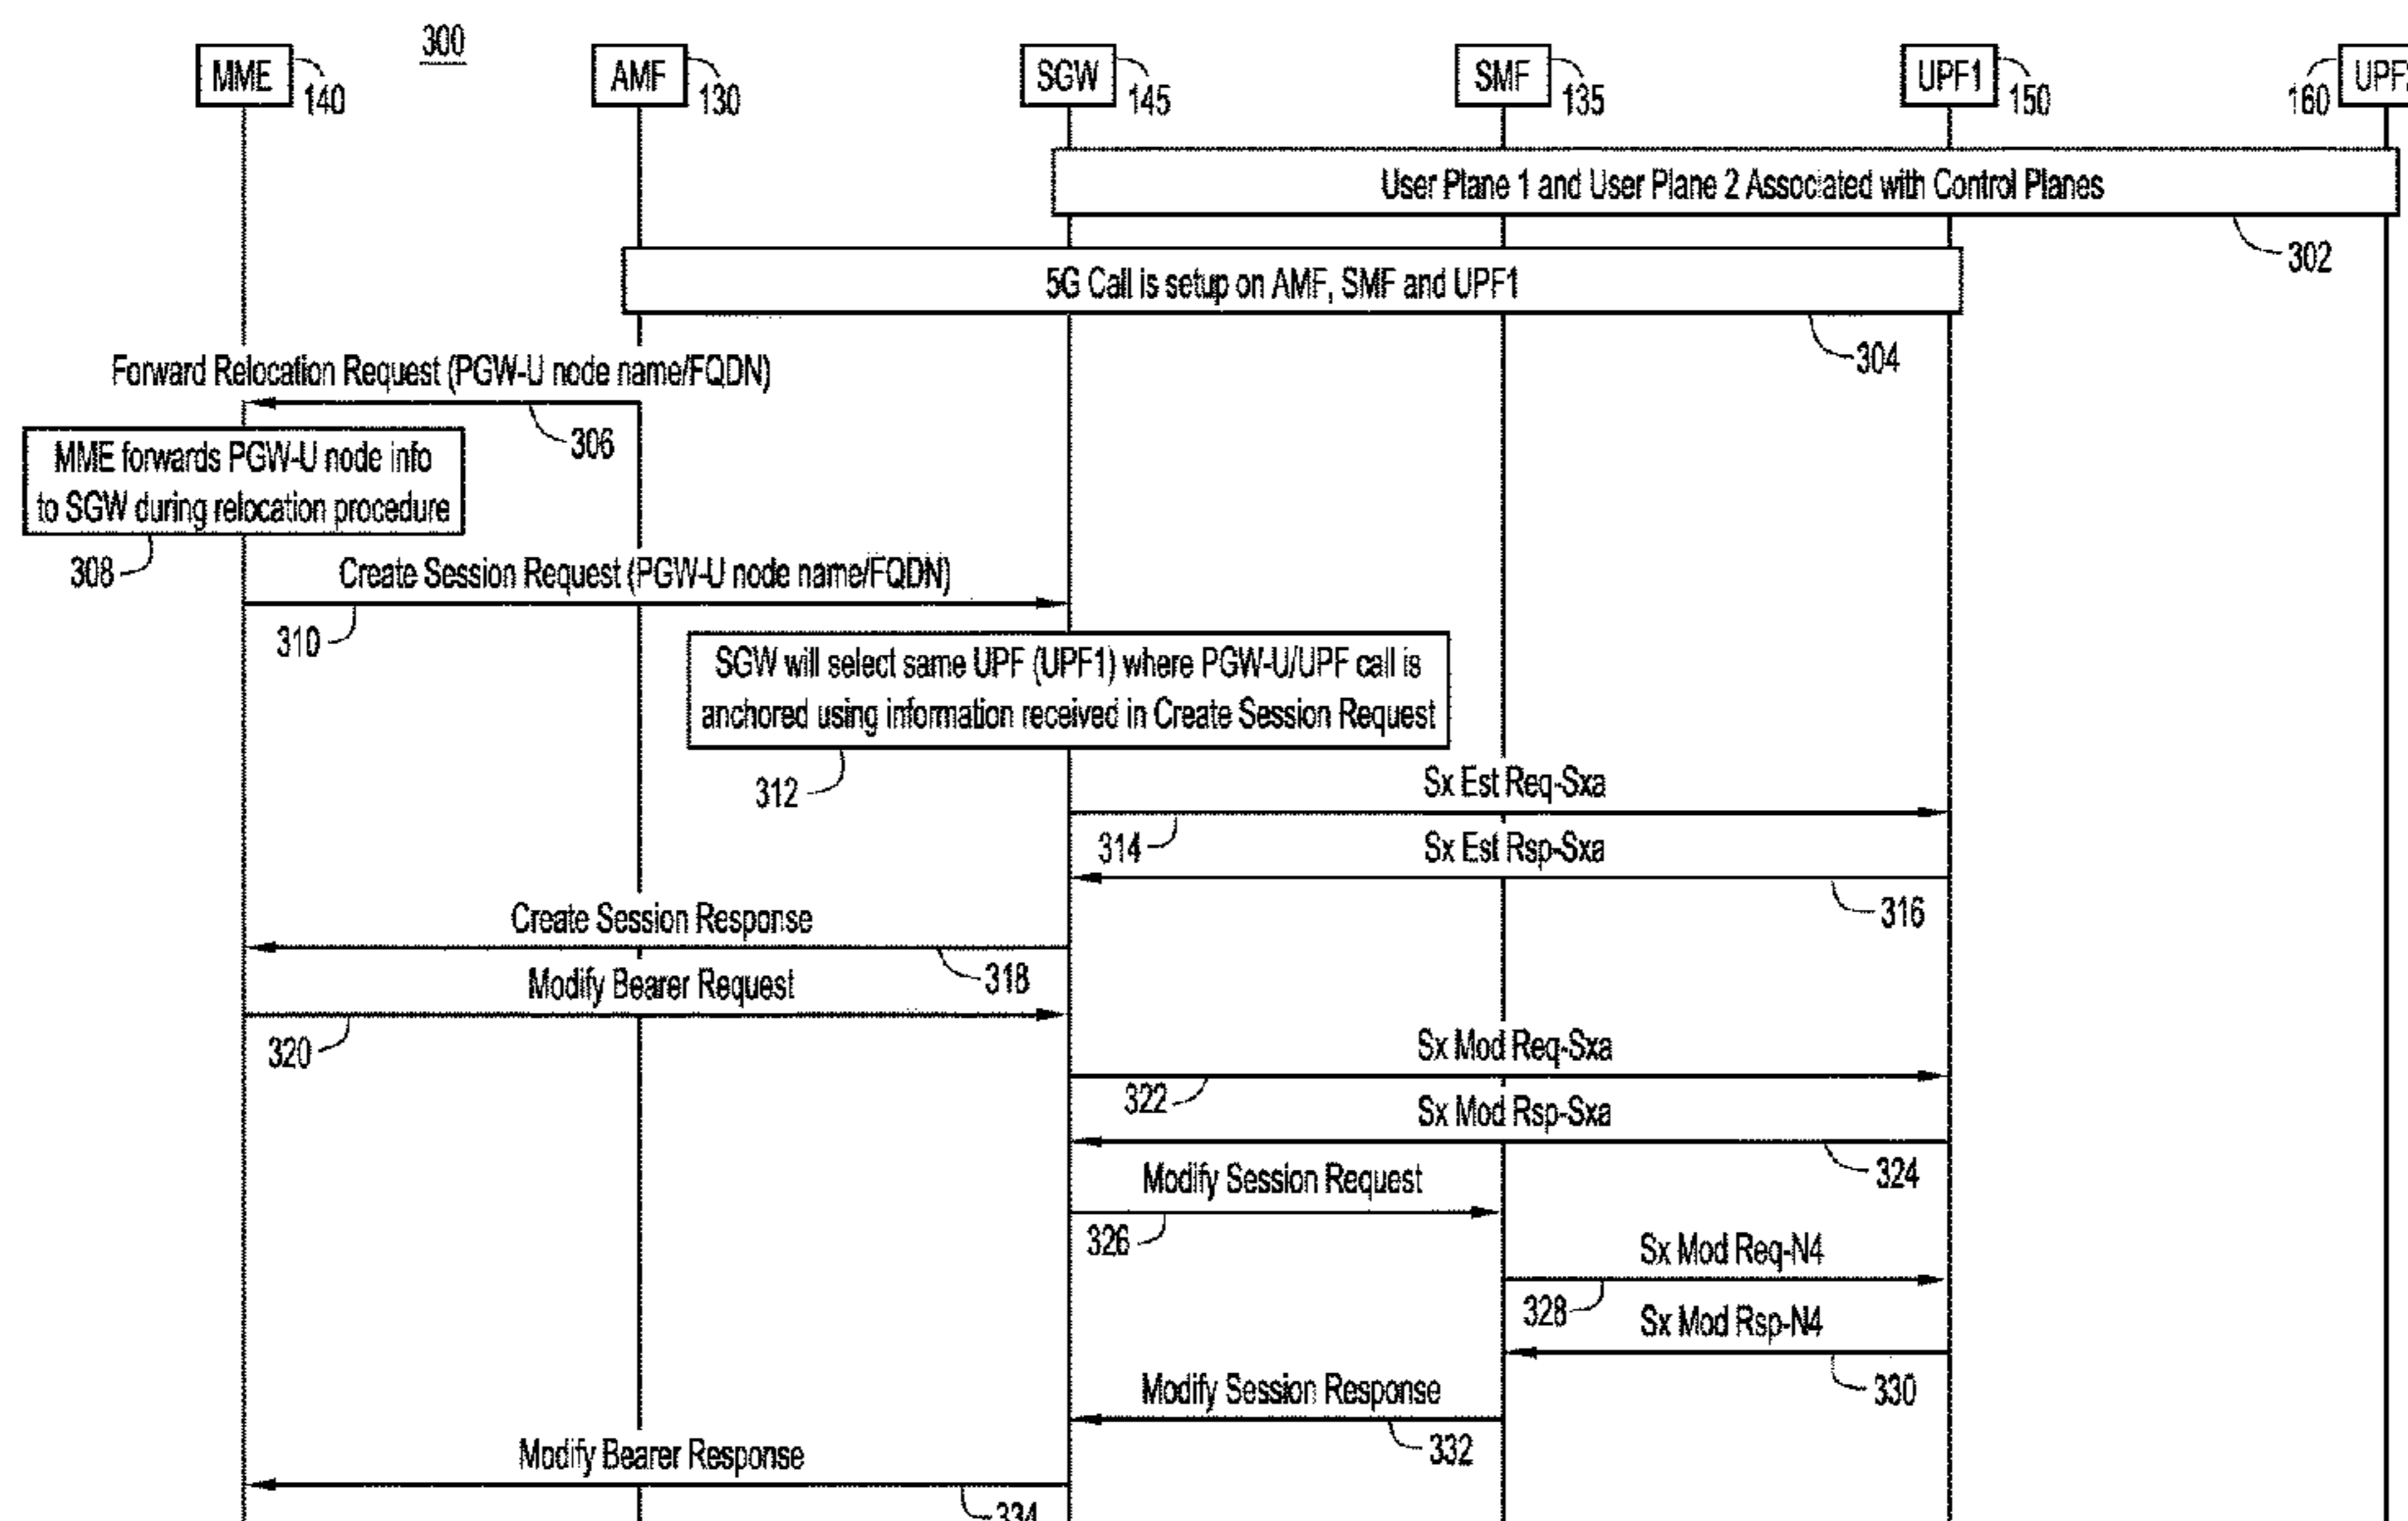 300
MME
140
AMF
130
SGW
145
SMF
135
UPF1
150
160
User Plane 1 and User Plane 2 Associated with Control Planes
302
5G Call is setup on AMF, SMF and UPF1
304
Forward Relocation Request (PGW-U node name/FQDN)
306
MME forwards PGW-U node info
to SGW during relocation procedure
308
Create Session Request (PGW-U node name/FQDN)
310
SGW will select same UPF (UPF1) where PGW-U/UPF call is
anchored using information received in Create Session Request
312
Sx Est Req-Sxa
314
Sx Est Rsp-Sxa
316
Create Session Response
318
Modify Bearer Request
320
Sx Mod Req-Sxa
322
Sx Mod Rsp-Sxa
324
Modify Session Request
326
Sx Mod Req-N4
328
Sx Mod Rsp-N4
330
Modify Session Response
332
Modify Bearer Response
334